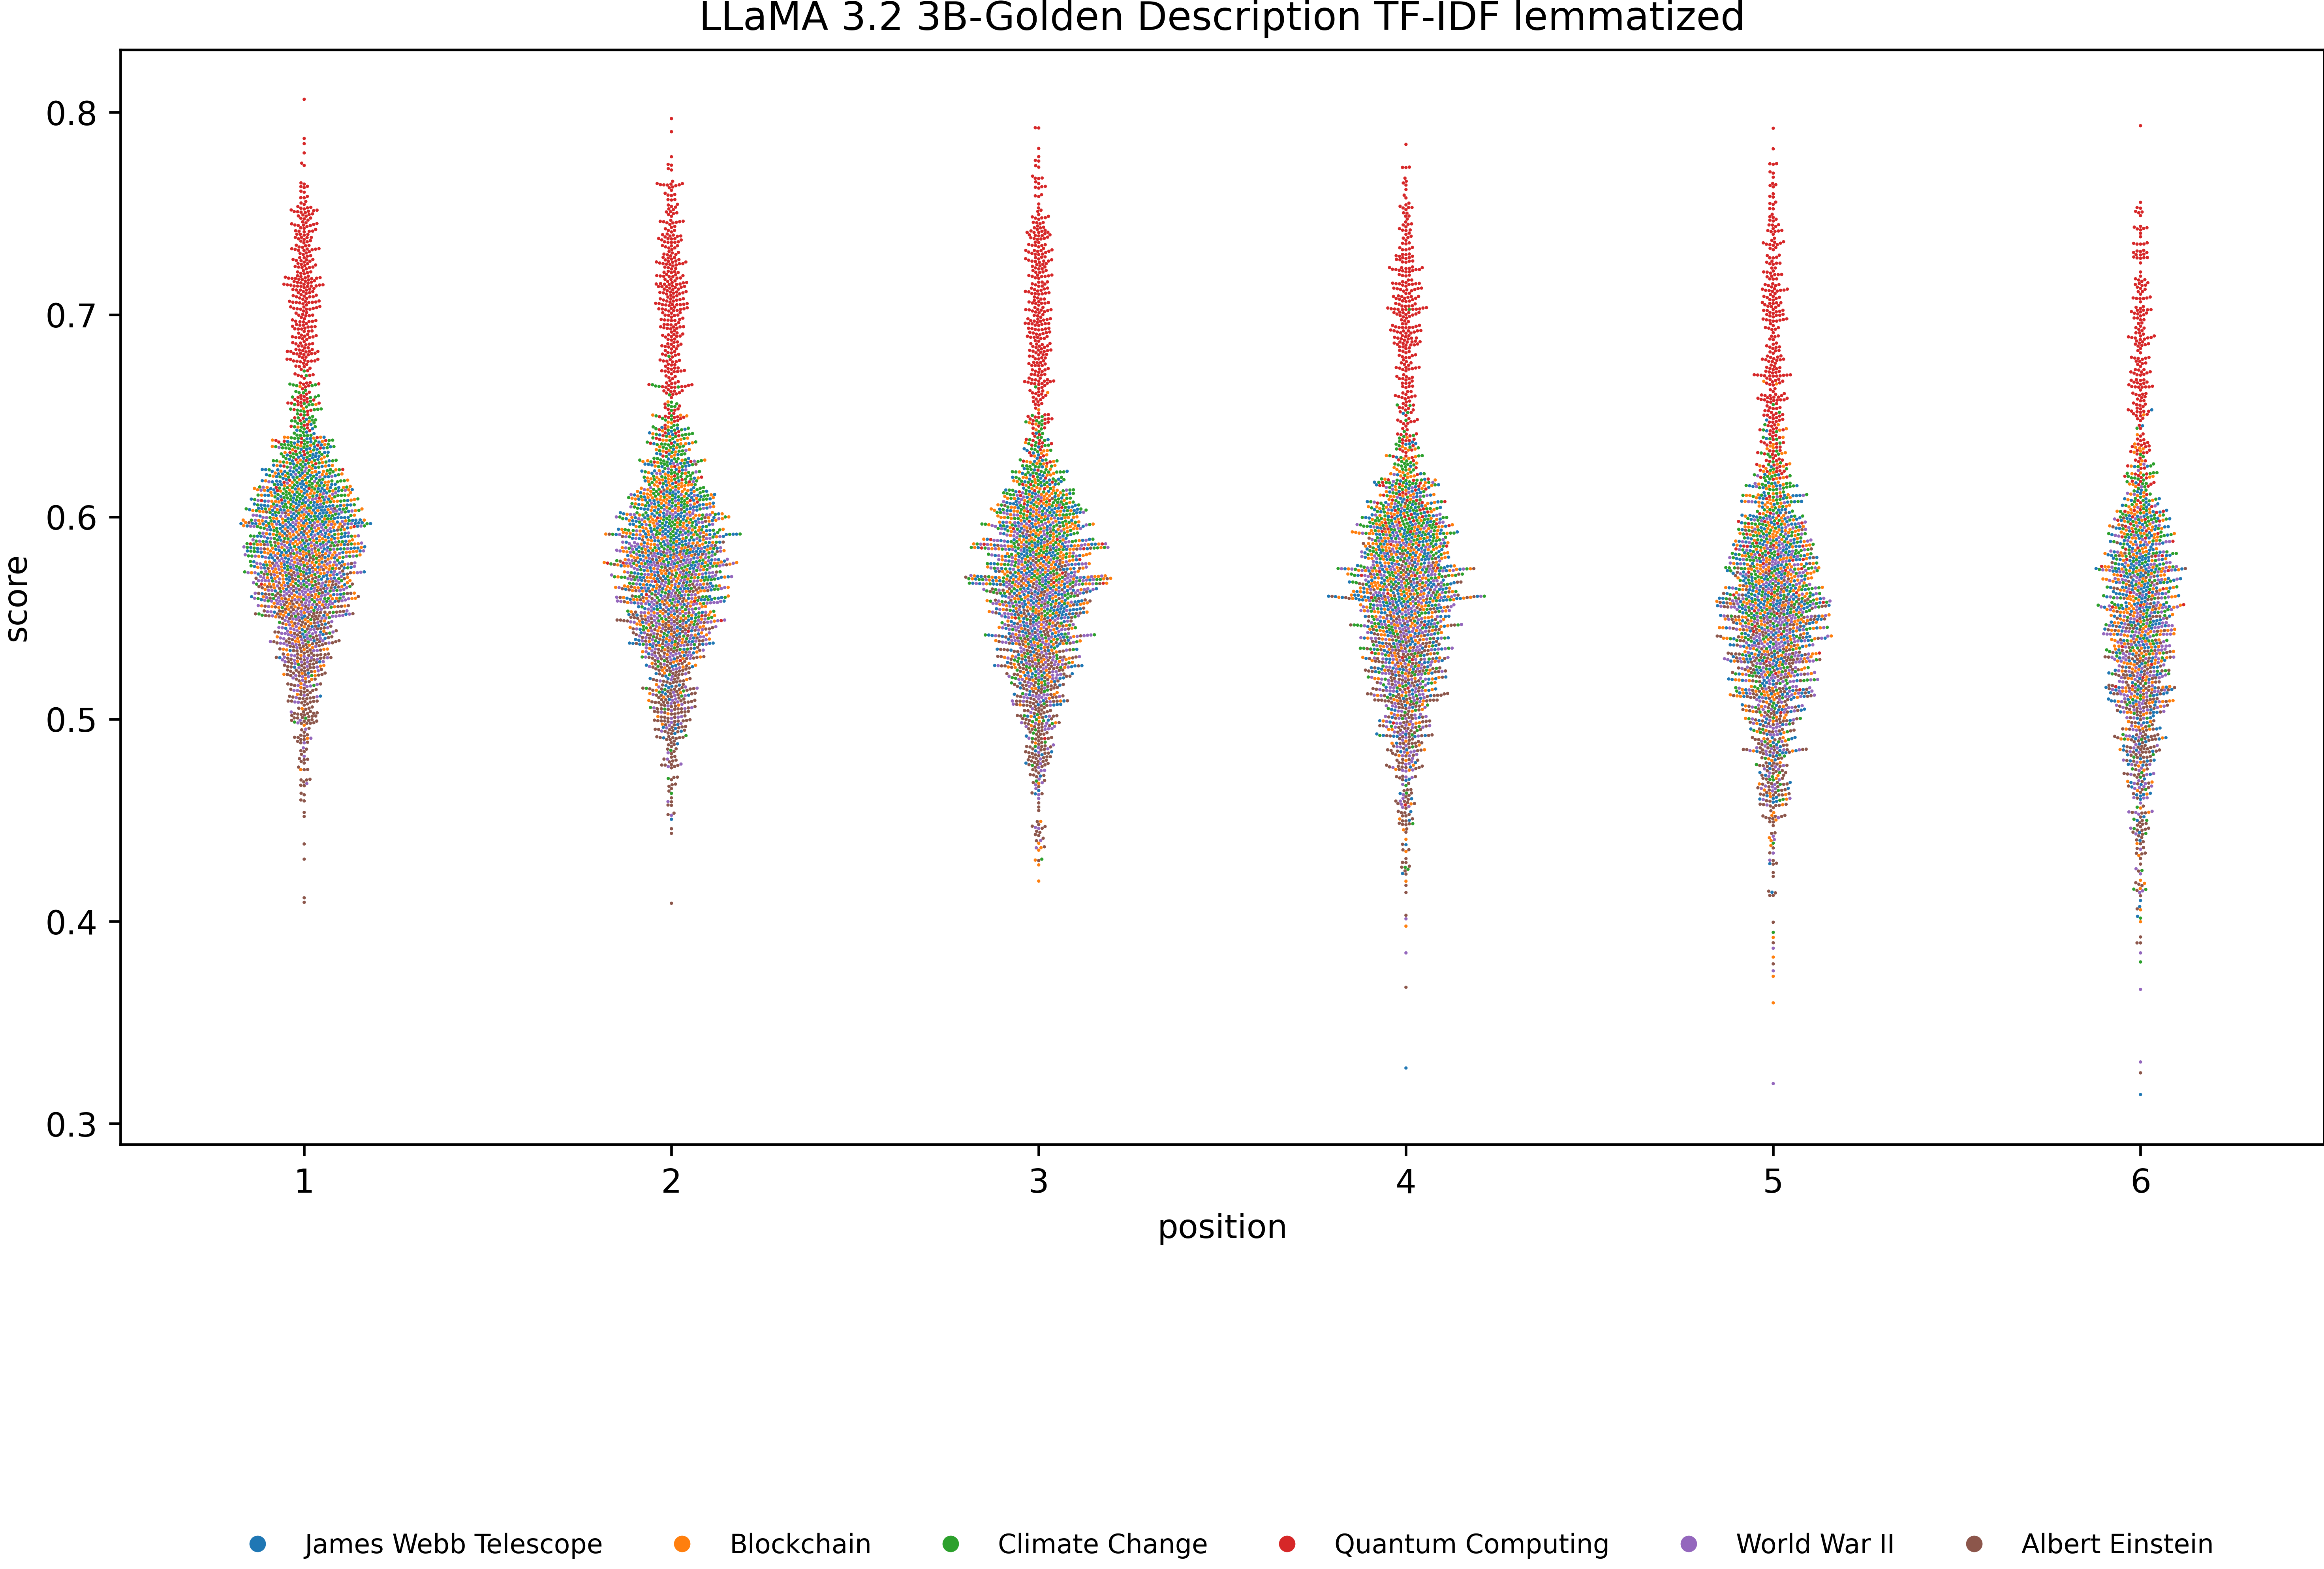 LLaMA 3.2 3B-Golden Description TF-IDF lemmatized
0.8
0.7
0.6
0.5
0.4
0.3
score
1 2 3 4 5 6
position
James Webb Telescope Blockchain Climate Change Quantum Computing World War II Albert Einstein